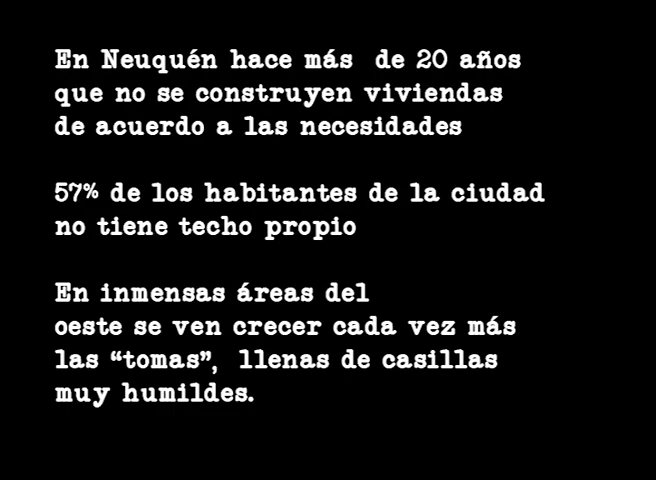 En Neuquén hace más de 20 años
que no se construyen viviendas
de acuerdo a las necesidades
57% de los habitantes de la ciudad
no tiene techo propio
En inmensas áreas del
oeste se ven crecer cada vez más
las “tomas”, llenas de casillas
muy humildes.